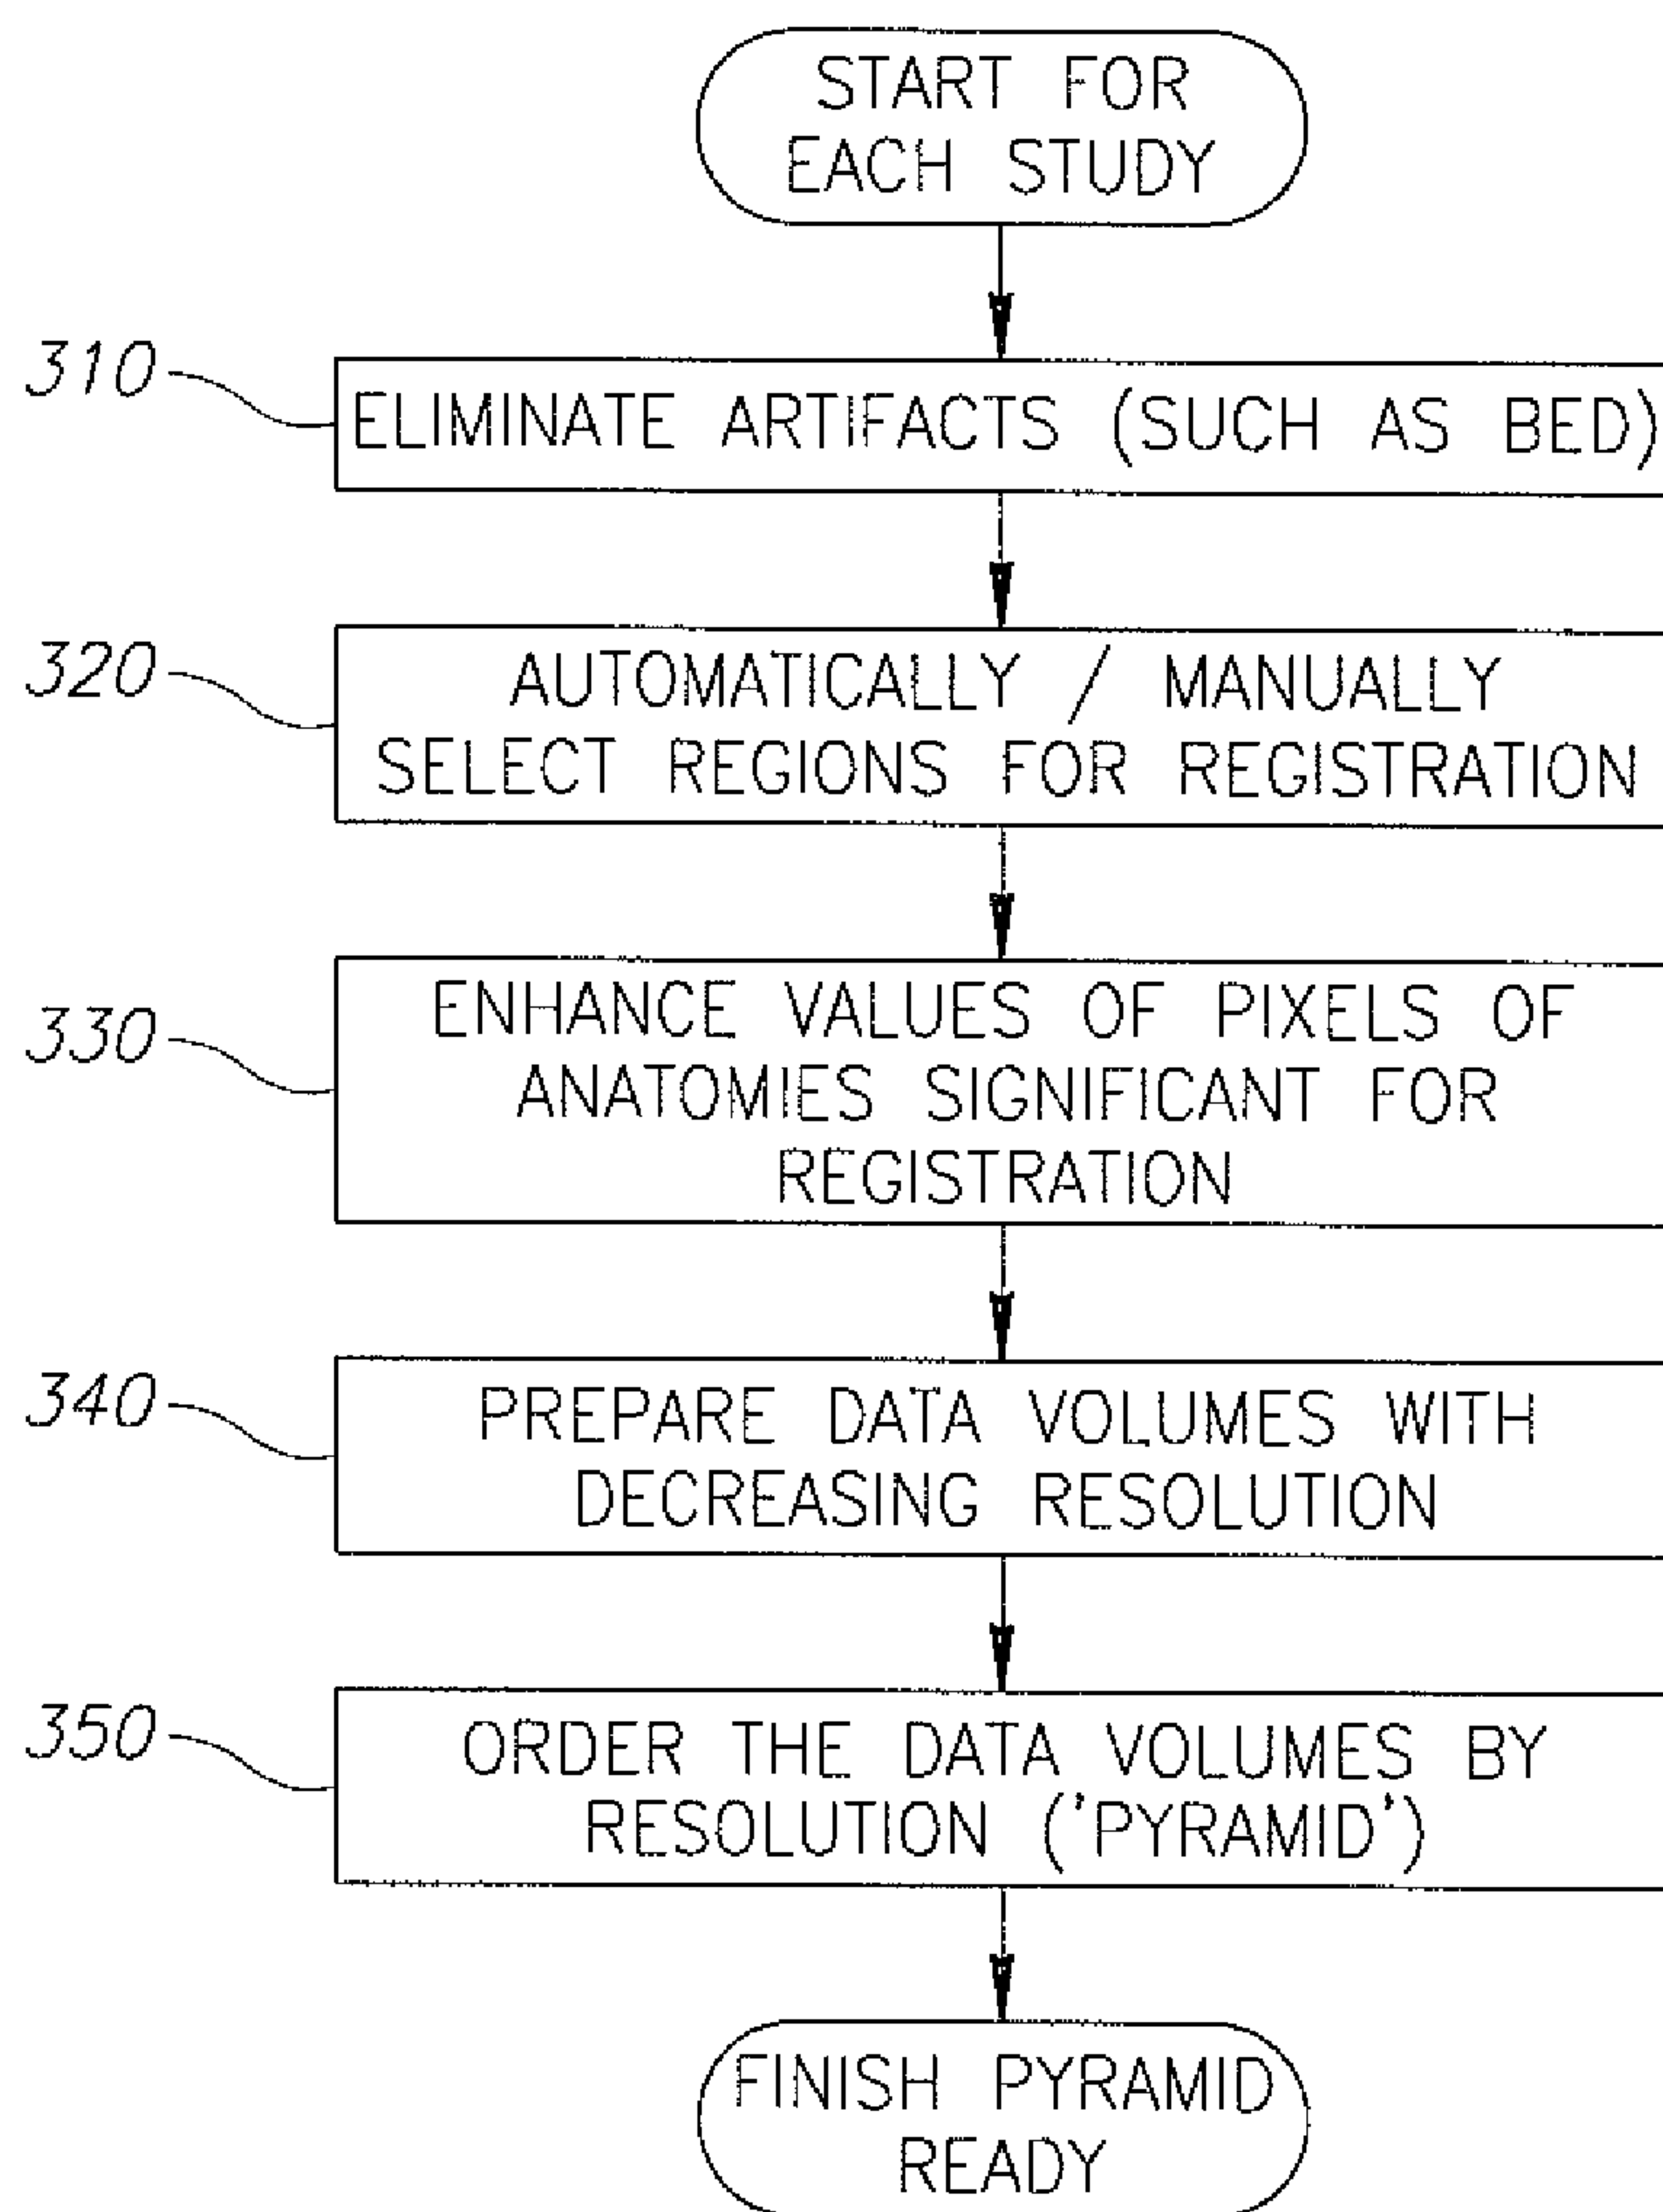 START FOR
EACH STUDY
310
ELIMINATE ARTIFACTS (SUCH AS BED)
320
AUTOMATICALLY / MANUALLY
SELECT REGIONS FOR REGISTRATION
330
ENHANCE VALUES OF PIXELS OF
ANATOMIES SIGNIFICANT FOR
REGISTRATION
340
PREPARE DATA VOLUMES WITH
DECREASING RESOLUTION
350
ORDER THE DATA VOLUMES BY
RESOLUTION ('PYRAMID')
FINISH PYRAMID
READY